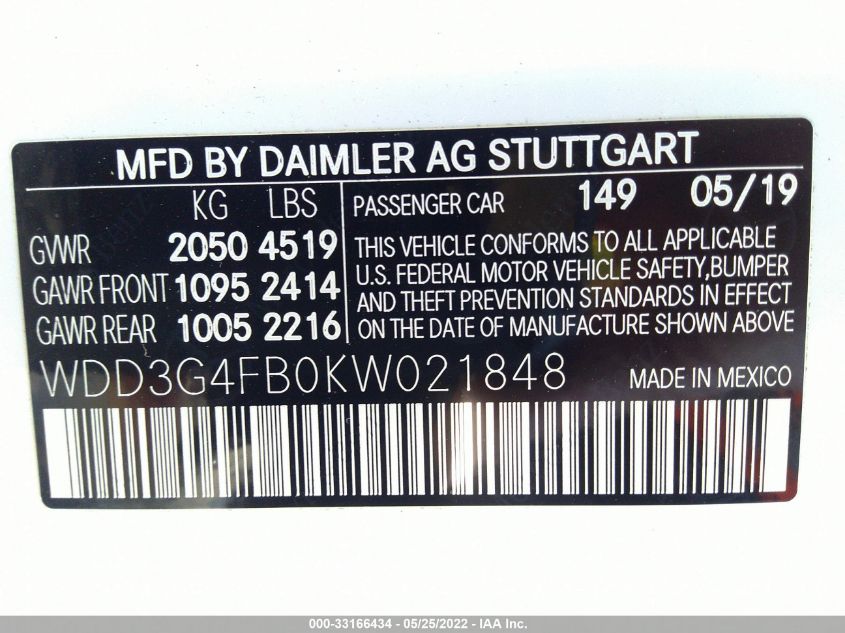 MFD BY DAIMLER AG STUTTGART
KG LBS
GVWR 2050 4519
GAWR FRONT 1095 2414
GAWR REAR 1005 2216
PASSENGER CAR 149 05/19
THIS VEHICLE CONFORMS TO ALL APPLICABLE
U.S. FEDERAL MOTOR VEHICLE SAFETY,BUMPER
AND THEFT PREVENTION STANDARDS IN EFFECT
ON THE DATE OF MANUFACTURE SHOWN ABOVE
WDD3G4FB0KW021848 MADE IN MEXICO
000-33166434 - 05/25/2022 - IAA Inc.